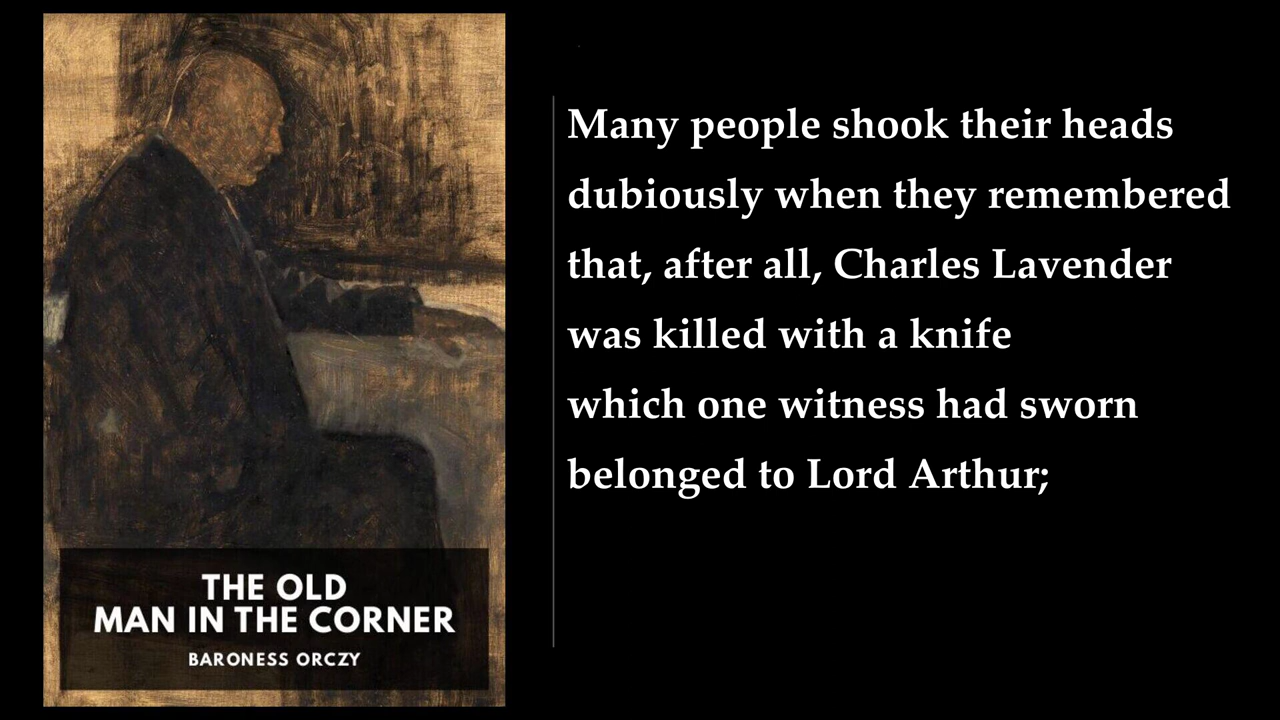 THE OLD
MAN IN THE CORNER
BARONESS ORCZY
Many people shook their heads
dubiously when they remembered
that, after all, Charles Lavender
was killed with a knife
which one witness had sworn
belonged to Lord Arthur;